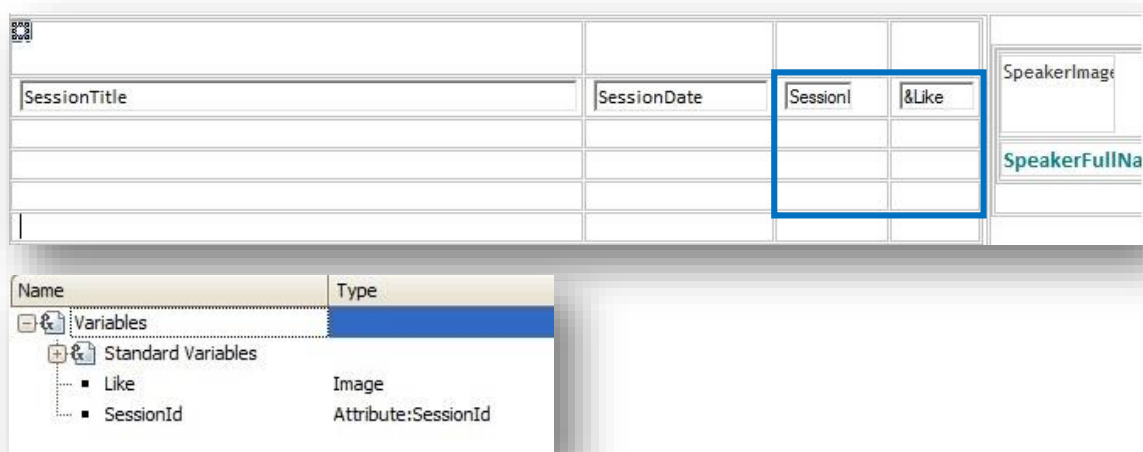 SessionTitle SessionDate SessionI &Like
SpeakerImage
SpeakerFullNa
Name Type
Variables
Standard Variables
Like Image
SessionId Attribute:SessionId